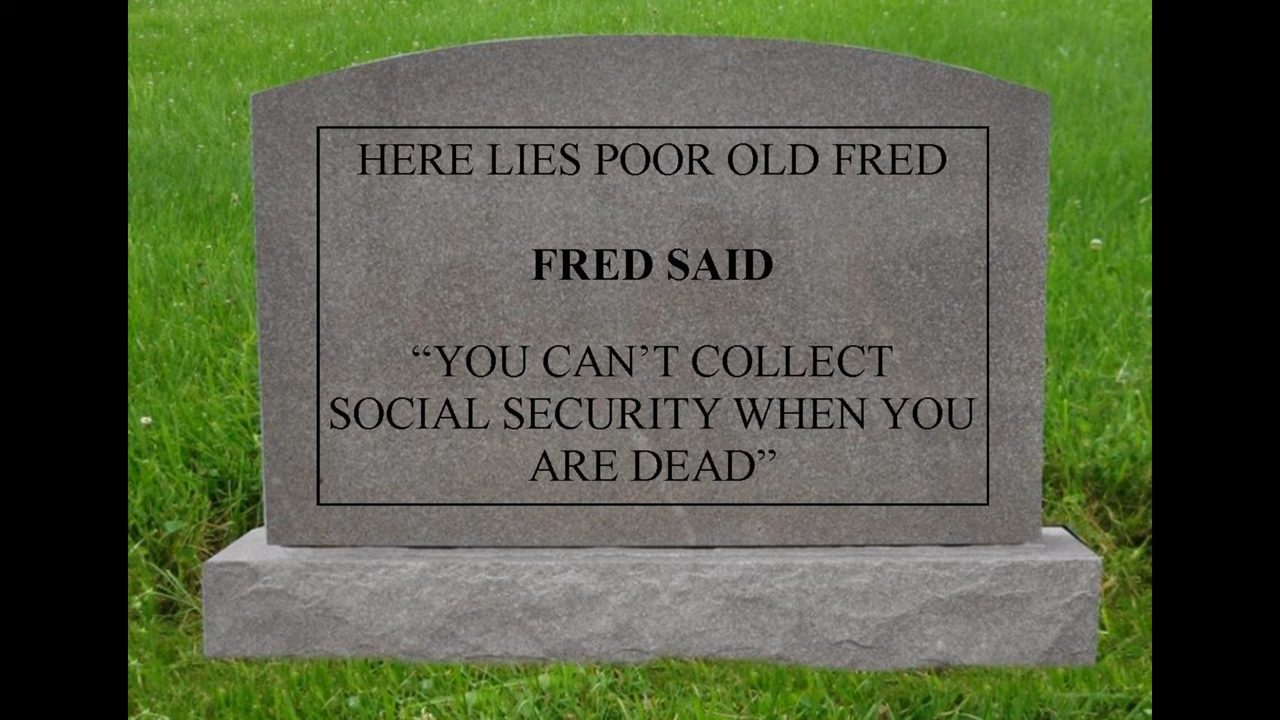 HERE LIES POOR OLD FRED
FRED SAID
“YOU CAN’T COLLECT
SOCIAL SECURITY WHEN YOU
ARE DEAD”